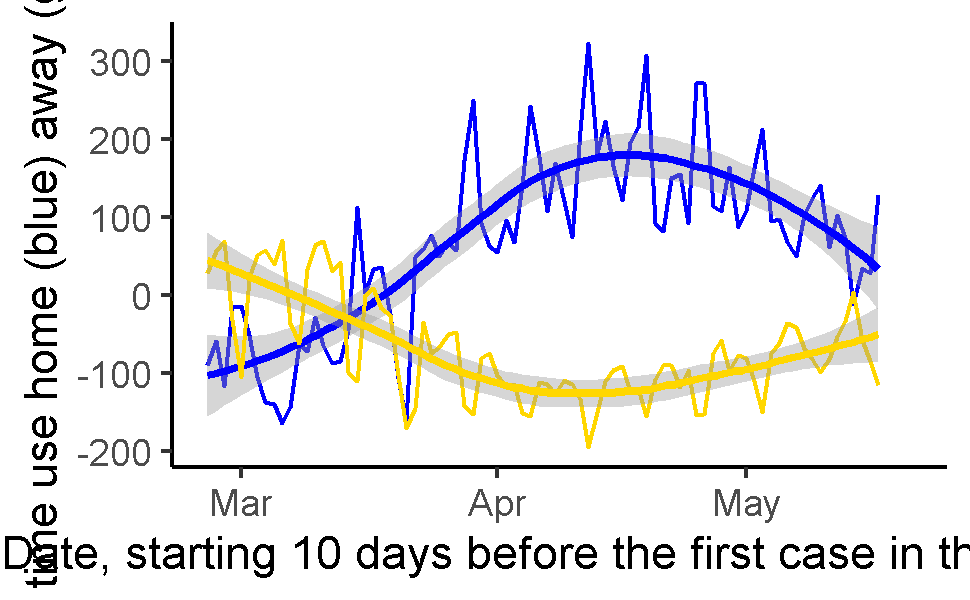 time use home (blue) away (
300
200
100
0
-100
-200
Mar Apr May
Date, starting 10 days before the first case in th